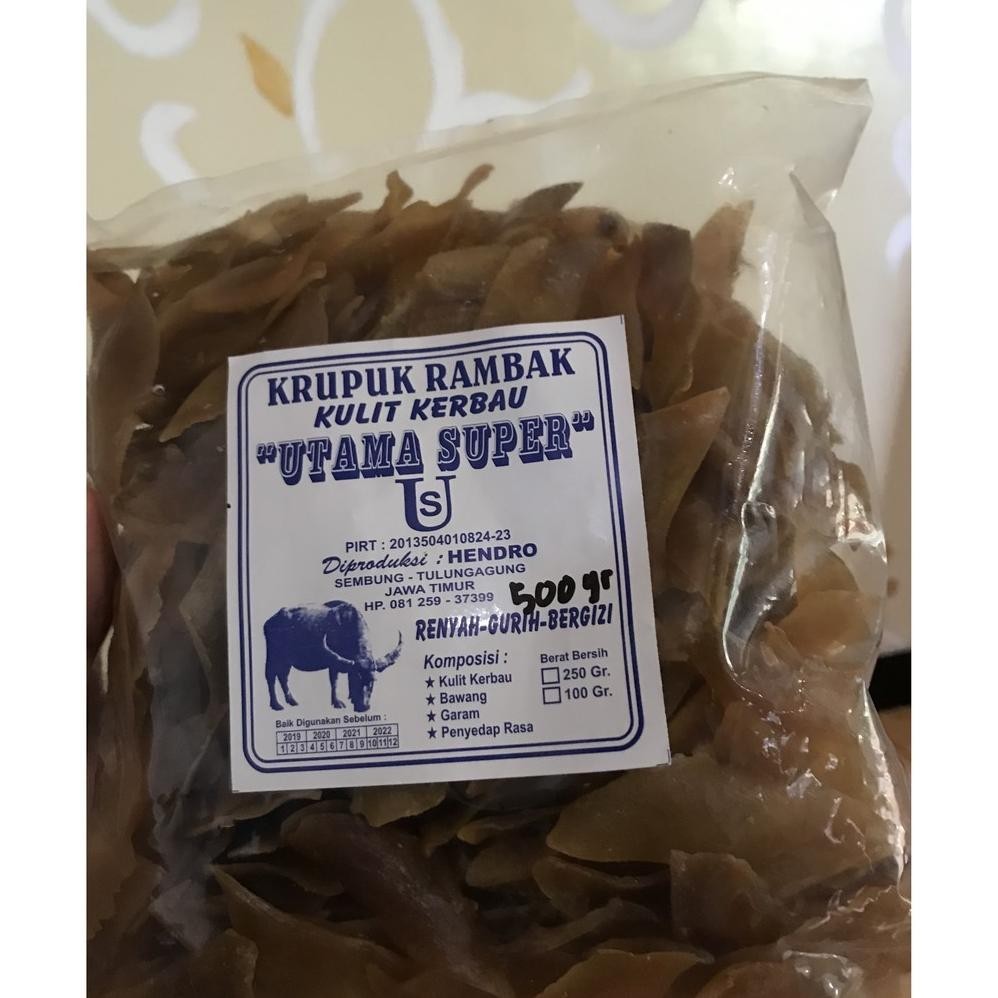 KRUPUK RAMBAK
KULIT KERBAU
"UTAMA SUPER"
US
PIRT : 2013504010824-23
Diproduksi : HENDRO
SEMBUNG - TULUNGAGUNG
JAWA TIMUR
HP. 081 259 - 37399
500 gr
RENYAH-GURIH-BERGIZI
Komposisi :
★ Kulit Kerbau
★ Bawang
★ Garam
★ Penyedap Rasa
Berat Bersih
250 Gr.
100 Gr.
Baik Digunakan Sebelum :
2019 2020 2021 2022
1 2 3 4 5 6 7 8 9 10 11 12